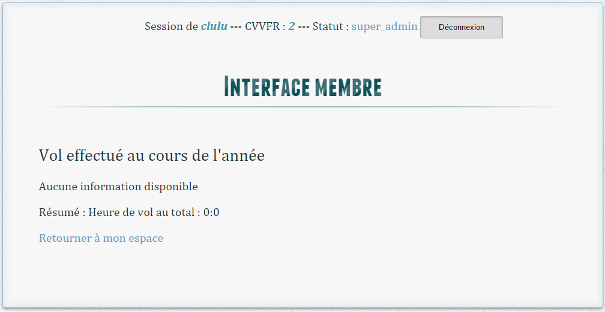 Session de clulu --- CVVFR : 2 --- Statut : super_admin Déconnexion
Interface membre
Vol effectué au cours de l'année
Aucune information disponible
Résumé : Heure de vol au total : 0:0
Retourner à mon espace